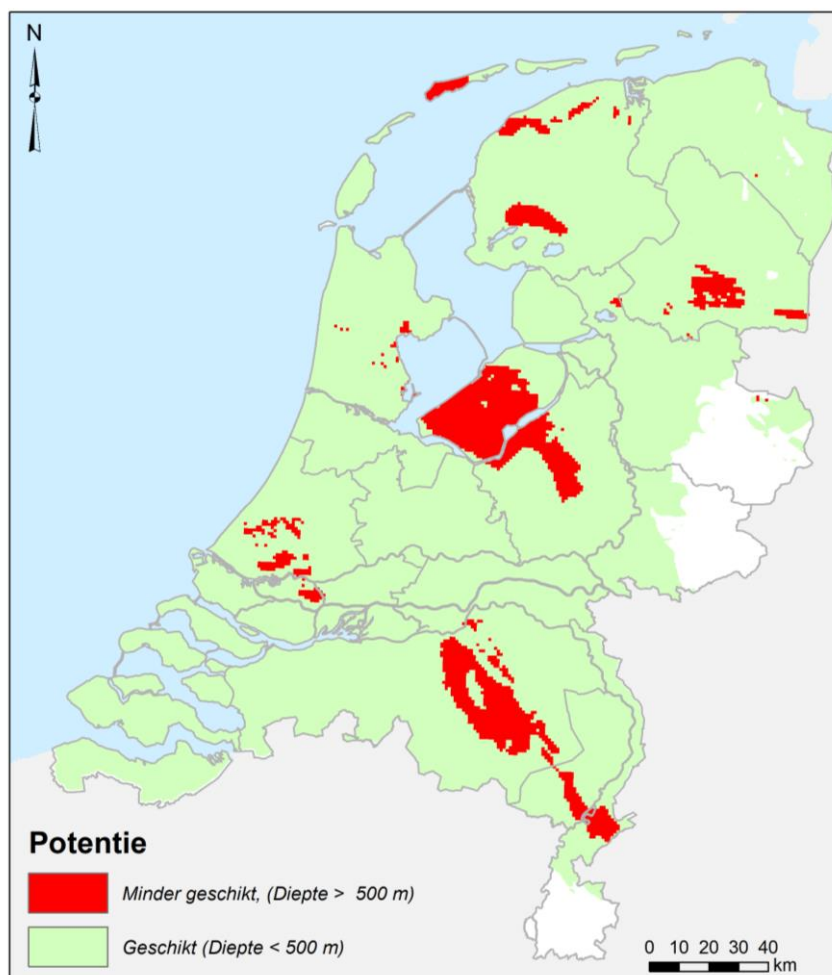 N
Potentie
Minder geschikt, (Diepte > 500 m)
Geschikt (Diepte < 500 m)
0 10 20 30 40
km